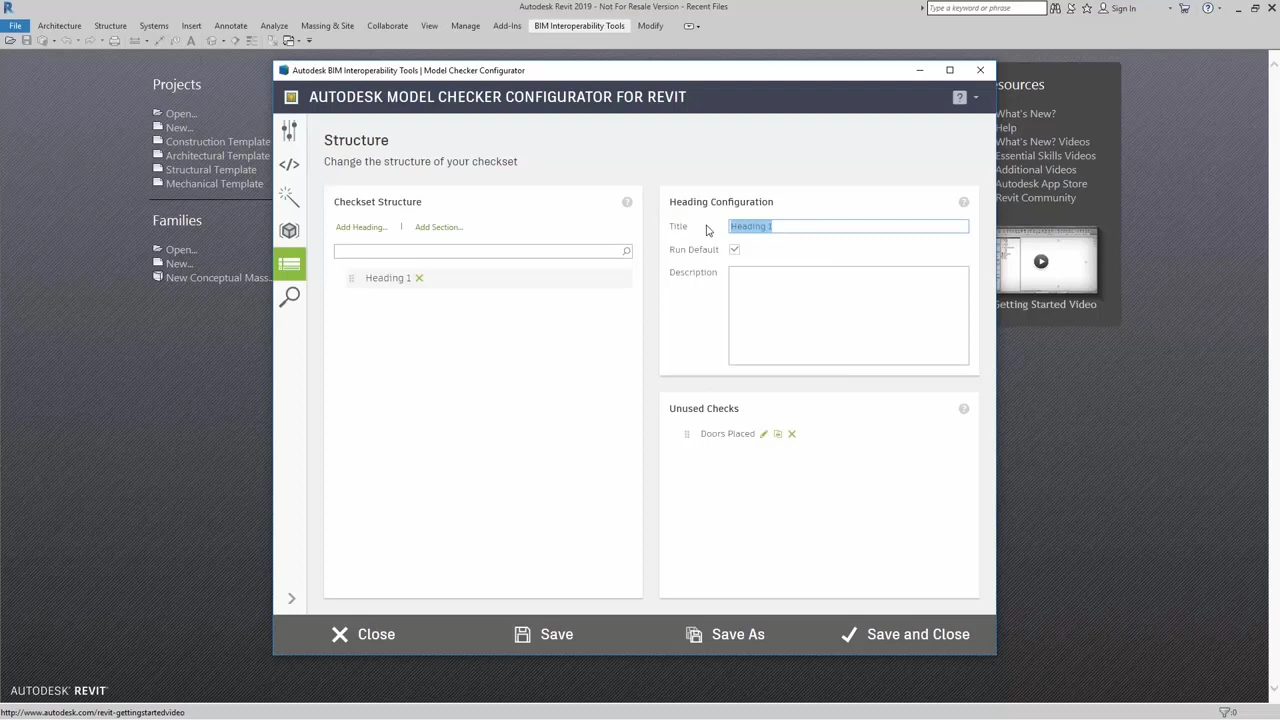 Autodesk Revit 2019 - Not For Resale Version - Recent Files
Type a keyword or phrase
Sign In
File Architecture Structure Systems Insert Annotate Analyze Massing & Site Collaborate View Manage Add-Ins BIM Interoperability Tools Modify
Autodesk BIM Interoperability Tools | Model Checker Configurator
AUTODESK MODEL CHECKER CONFIGURATOR FOR REVIT
Projects
Open...
New...
Construction Template
Architectural Template
Structural Template
Mechanical Template
Families
Open...
New...
New Conceptual Mass...
Structure
Change the structure of your checkset
Checkset Structure
Add Heading... | Add Section...
Heading 1
Heading Configuration
Title Heading 1
Run Default
Description
Unused Checks
Doors Placed
esources
What's New?
Help
What's New? Videos
Essential Skills Videos
Additional Videos
Autodesk App Store
Revit Community
Getting Started Video
Close Save Save As Save and Close
AUTODESK® REVIT®
http://www.autodesk.com/revit-gettingstartedvideo
:0